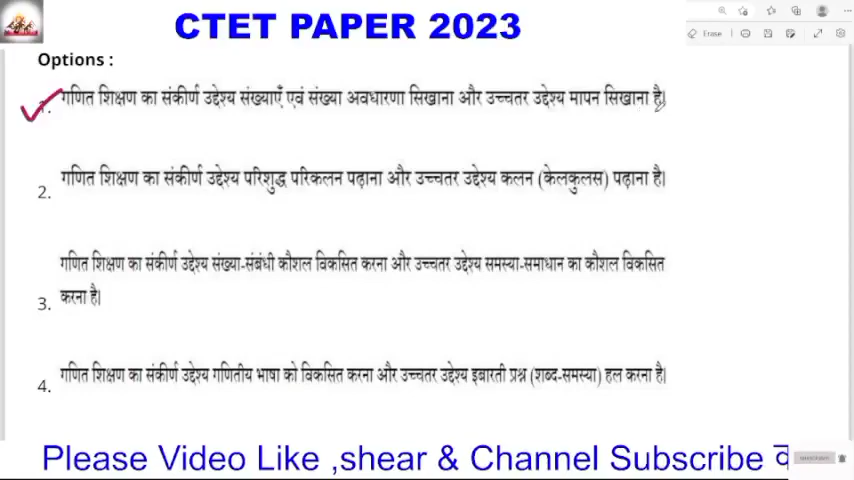 CTET PAPER 2023
Erase
Options :
1. गणित शिक्षण का संकीर्ण उद्देश्य संख्याएँ एवं संख्या अवधारणा सिखाना और उच्चतर उद्देश्य मापन सिखाना है।
2. गणित शिक्षण का संकीर्ण उद्देश्य परिशुद्ध परिकलन पढ़ाना और उच्चतर उद्देश्य कलन (केलकुलस) पढ़ाना है।
3. गणित शिक्षण का संकीर्ण उद्देश्य संख्या-संबंधी कौशल विकसित करना और उच्चतर उद्देश्य समस्या-समाधान का कौशल विकसित
करना है।
4. गणित शिक्षण का संकीर्ण उद्देश्य गणितीय भाषा को विकसित करना और उच्चतर उद्देश्य इबारती प्रश्न (शब्द-समस्या) हल करना है।
Please Video Like ,shear & Channel Subscribe